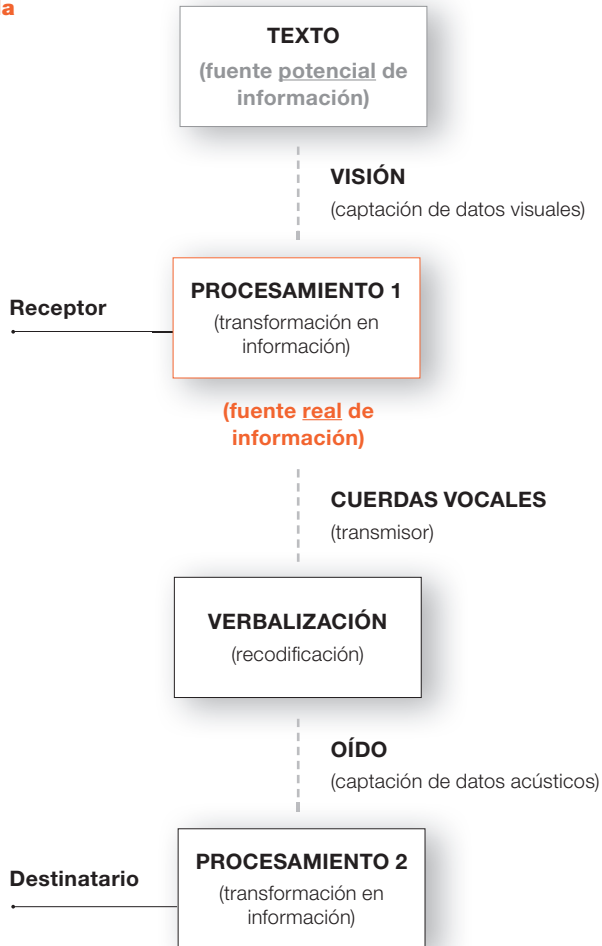 a
TEXTO
(fuente potencial de
información)
VISIÓN
(captación de datos visuales)
PROCESAMIENTO 1
(transformación en
información)
Receptor
(fuente real de
información)
CUERDAS VOCALES
(transmisor)
VERBALIZACIÓN
(recodificación)
OÍDO
(captación de datos acústicos)
PROCESAMIENTO 2
(transformación en
información)
Destinatario